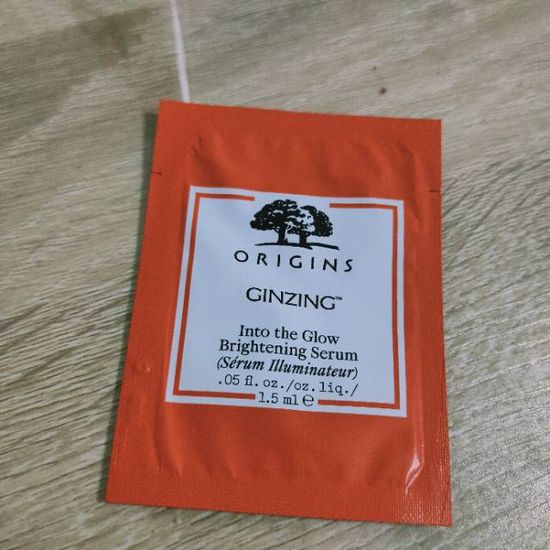 ORIGINS
GINZING™
Into the Glow
Brightening Serum
(Sérum Illuminateur)
.05 fl. oz./oz. liq./
1.5 ml ℮